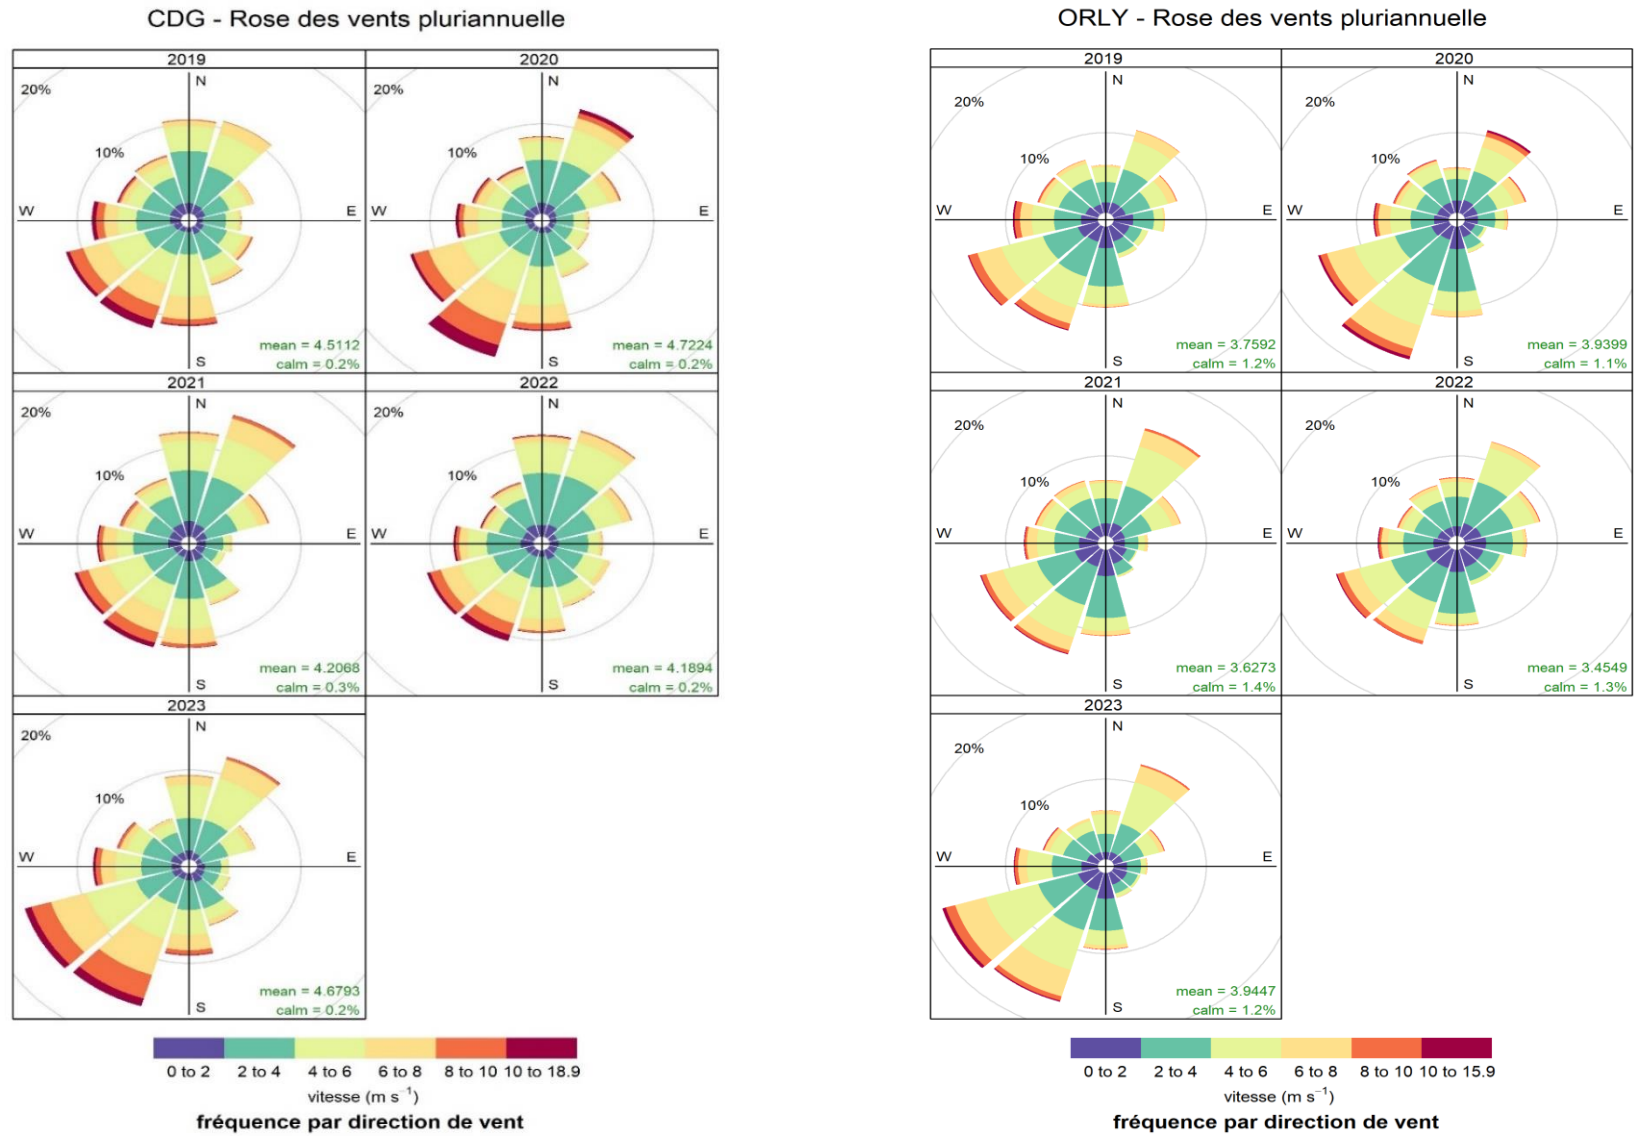 CDG - Rose des vents pluriannuelle
2019
2020
20%
10%
N
W
E
S
mean = 4.5112
calm = 0.2%
20%
10%
N
W
E
S
mean = 4.7224
calm = 0.2%
2021
2022
20%
10%
N
W
E
S
mean = 4.2068
calm = 0.3%
20%
10%
N
W
E
S
mean = 4.1894
calm = 0.2%
2023
20%
10%
N
W
E
S
mean = 4.6793
calm = 0.2%
0 to 2 2 to 4 4 to 6 6 to 8 8 to 10 10 to 18.9
vitesse (m s⁻¹)
fréquence par direction de vent
ORLY - Rose des vents pluriannuelle
2019
2020
20%
10%
N
W
E
S
mean = 3.7592
calm = 1.2%
20%
10%
N
W
E
S
mean = 3.9399
calm = 1.1%
2021
2022
20%
10%
N
W
E
S
mean = 3.6273
calm = 1.4%
20%
10%
N
W
E
S
mean = 3.4549
calm = 1.3%
2023
20%
10%
N
W
E
S
mean = 3.9447
calm = 1.2%
0 to 2 2 to 4 4 to 6 6 to 8 8 to 10 10 to 15.9
vitesse (m s⁻¹)
fréquence par direction de vent